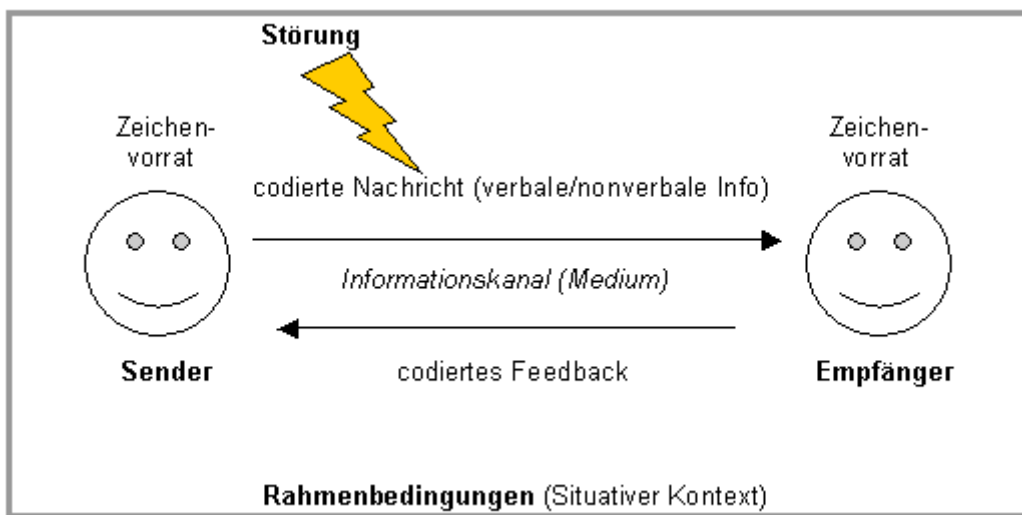 Störung
Zeichen-
vorrat
Zeichen-
vorrat
codierte Nachricht (verbale/nonverbale Info)
Informationskanal (Medium)
Sender
codiertes Feedback
Empfänger
Rahmenbedingungen (Situativer Kontext)